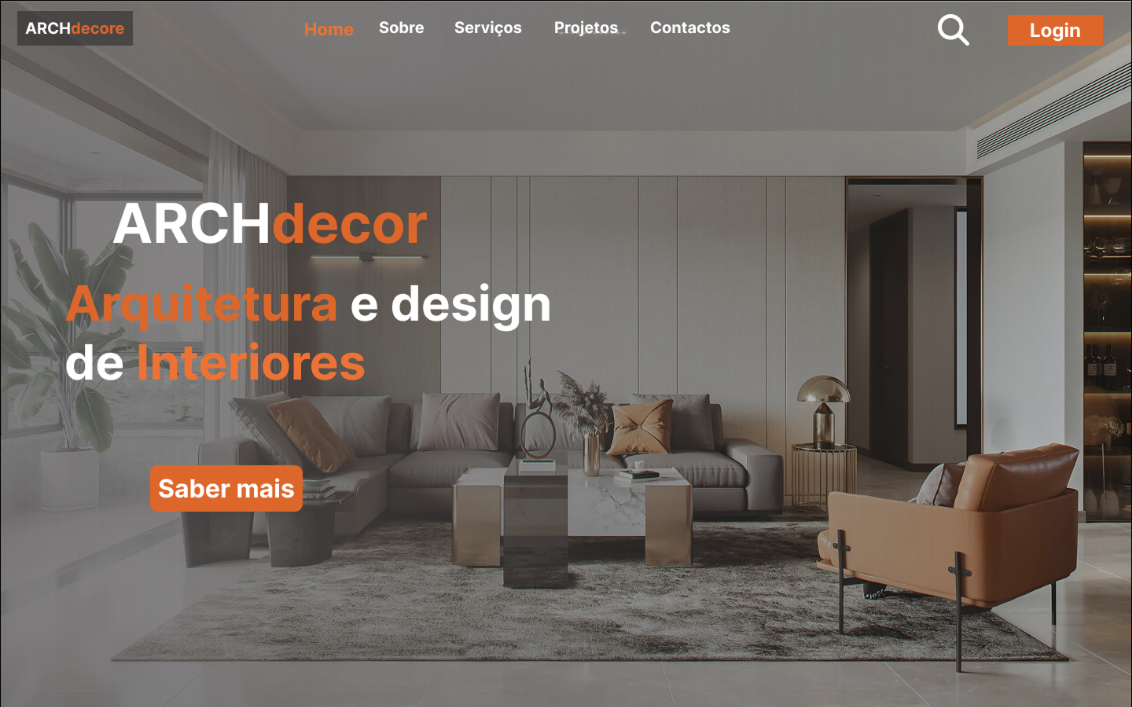 ARCHdecore
Home Sobre Serviços Projetos Contactos
Login
ARCHdecor
Arquitetura e design
de Interiores
Saber mais